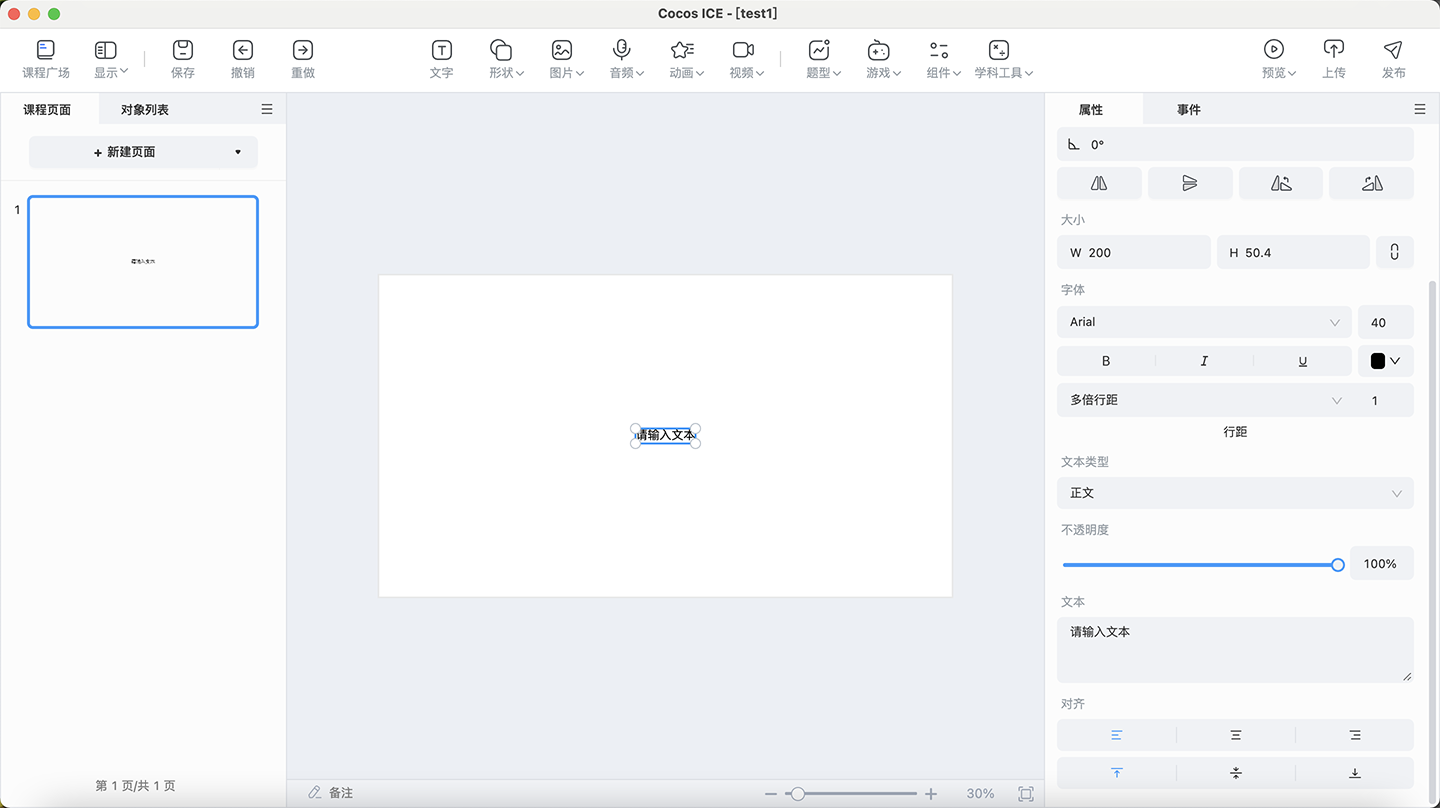 Cocos ICE - [test1]
课程广场 显示 保存 撤销 重做 文字 形状 图片 音频 动画 视频 题型 游戏 组件 学科工具 预览 上传 发布
课程页面 对象列表
+ 新建页面
1
请输入文本
第 1 页/共 1 页
请输入文本
备注
30%
属性 事件
0°
大小
W 200 H 50.4
字体
Arial 40
B I U
多倍行距 1
行距
文本类型
正文
不透明度
100%
文本
请输入文本
对齐